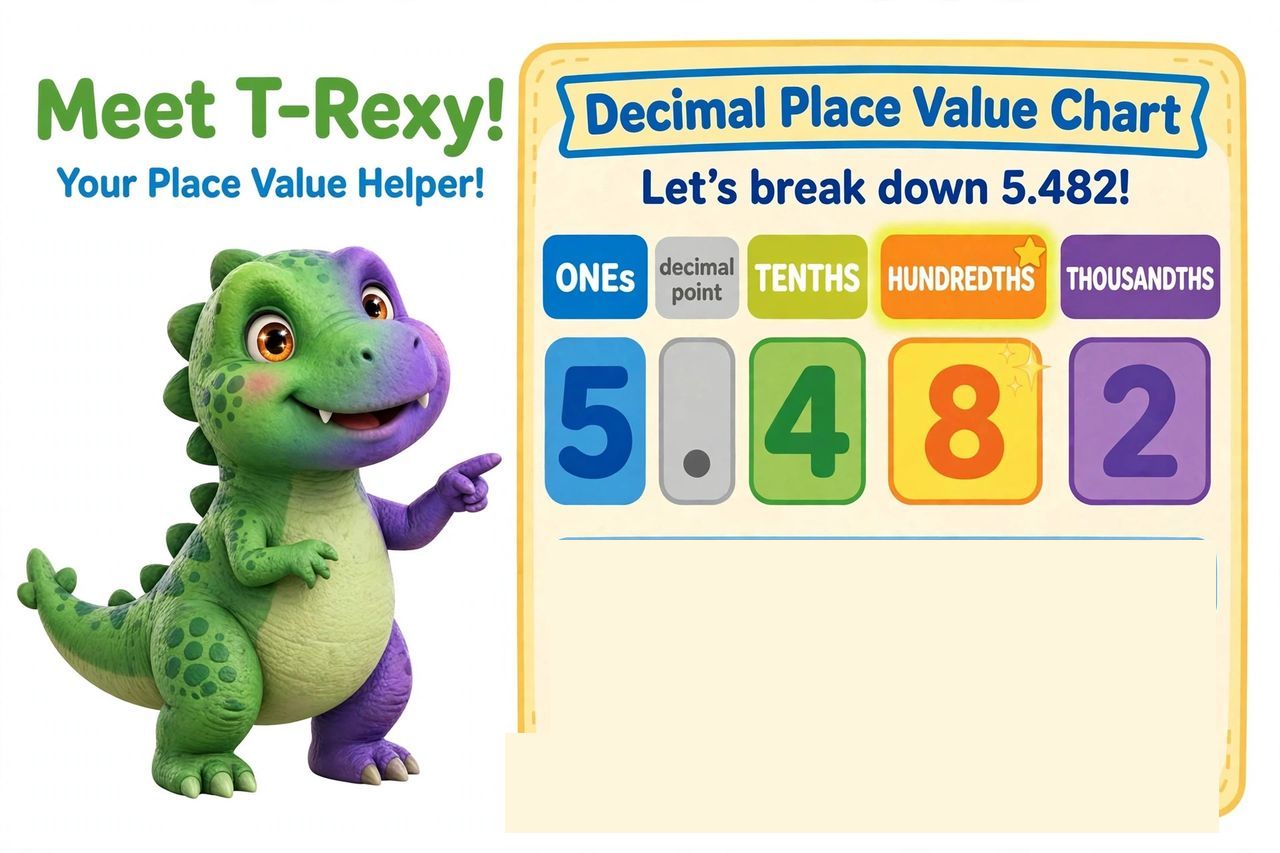 Meet T-Rexy!
Your Place Value Helper!
Decimal Place Value Chart
Let's break down 5.482!
ONEs
decimal
point
TENTHS
HUNDREDTHS
THOUSANDTHS
5 . 4 8 2